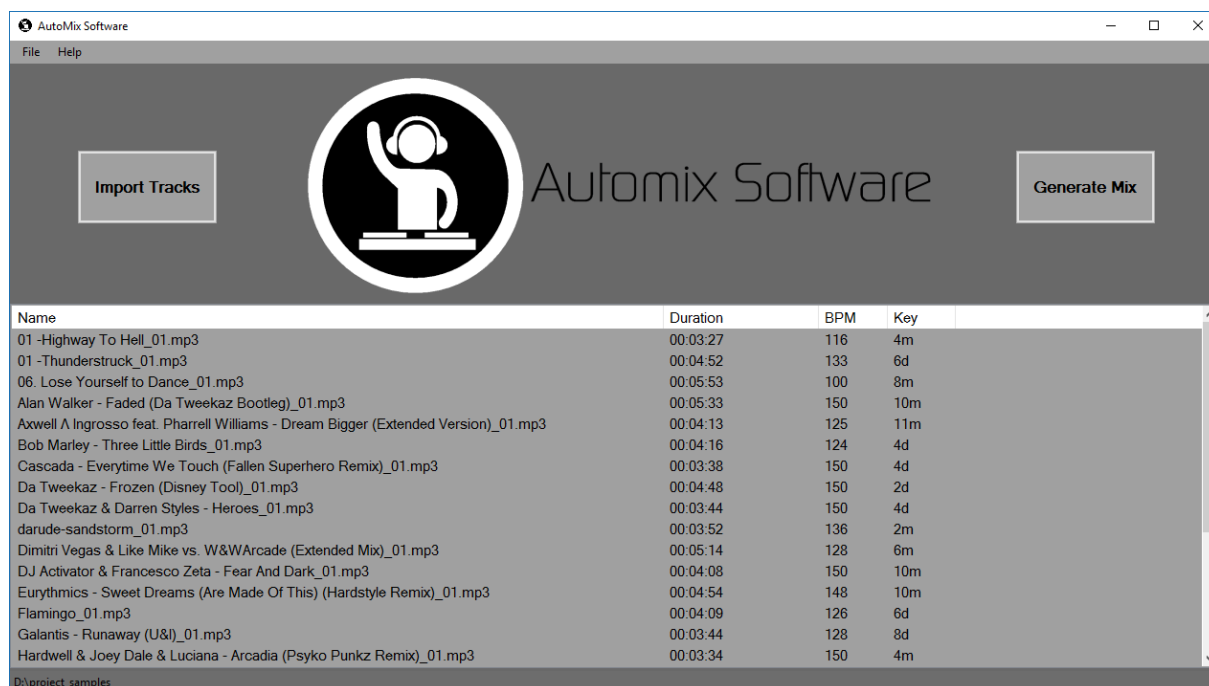 AutoMix Software
File Help
Import Tracks
Automix Software
Generate Mix
Name Duration BPM Key
01 -Highway To Hell_01.mp3 00:03:27 116 4m
01 -Thunderstruck_01.mp3 00:04:52 133 6d
06. Lose Yourself to Dance_01.mp3 00:05:53 100 8m
Alan Walker - Faded (Da Tweekaz Bootleg)_01.mp3 00:05:33 150 10m
Axwell Λ Ingrosso feat. Pharrell Williams - Dream Bigger (Extended Version)_01.mp3 00:04:13 125 11m
Bob Marley - Three Little Birds_01.mp3 00:04:16 124 4d
Cascada - Everytime We Touch (Fallen Superhero Remix)_01.mp3 00:03:38 150 4d
Da Tweekaz - Frozen (Disney Tool)_01.mp3 00:04:48 150 2d
Da Tweekaz & Darren Styles - Heroes_01.mp3 00:03:44 150 4d
darude-sandstorm_01.mp3 00:03:52 136 2m
Dimitri Vegas & Like Mike vs. W&WArcade (Extended Mix)_01.mp3 00:05:14 128 6m
DJ Activator & Francesco Zeta - Fear And Dark_01.mp3 00:04:08 150 10m
Eurythmics - Sweet Dreams (Are Made Of This) (Hardstyle Remix)_01.mp3 00:04:54 148 10m
Flamingo_01.mp3 00:04:09 126 6d
Galantis - Runaway (U&I)_01.mp3 00:03:44 128 8d
Hardwell & Joey Dale & Luciana - Arcadia (Psyko Punkz Remix)_01.mp3 00:03:34 150 4m
D:\project_samples